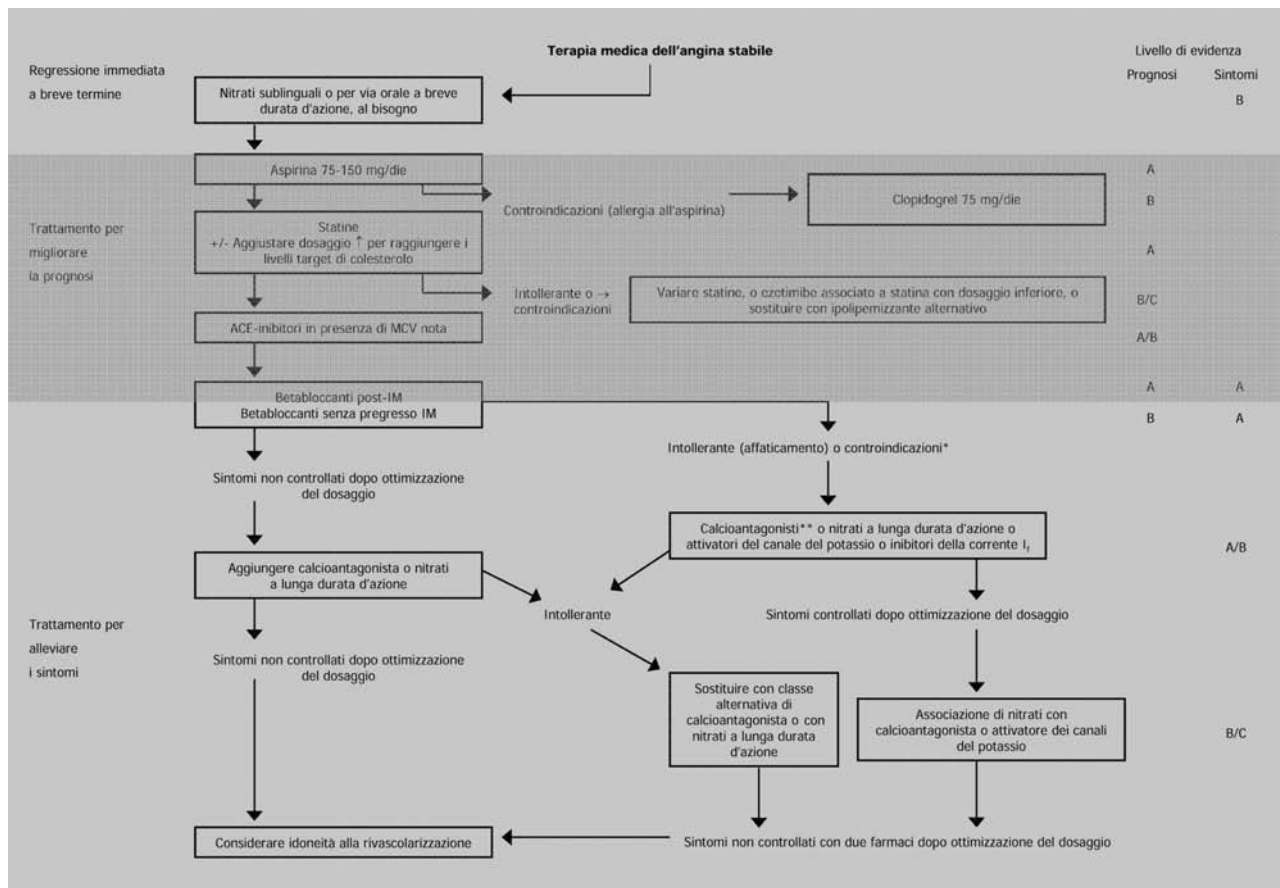 Terapia medica dell'angina stabile
Livello di evidenza
Prognosi
Sintomi
Regressione immediata
a breve termine
Nitrati sublinguali o per via orale a breve
durata d'azione, al bisogno
B
Aspirina 75-150 mg/die
A
Controindicazioni (allergia all'aspirina)
Clopidogrel 75 mg/die
B
Trattamento per
migliorare
la prognosi
Statine
+/- Aggiustare dosaggio ↑ per raggiungere i
livelli target di colesterolo
A
Intollerante o →
controindicazioni
Variare statine, o ezetimibe associato a statina con dosaggio inferiore, o
sostituire con ipolipemizzante alternativo
B/C
ACE-inibitori in presenza di MCV nota
A/B
Betabloccanti post-IM
A
A
Betabloccanti senza pregresso IM
B
A
Intollerante (affaticamento) o controindicazioni*
Sintomi non controllati dopo ottimizzazione
del dosaggio
Calcioantagonisti** o nitrati a lunga durata d'azione o
attivatori del canale del potassio o inibitori della corrente If
A/B
Aggiungere calcioantagonista o nitrati
a lunga durata d'azione
Intollerante
Sintomi controllati dopo ottimizzazione del dosaggio
Trattamento per
alleviare
i sintomi
Sintomi non controllati dopo ottimizzazione
del dosaggio
Sostituire con classe
alternativa di
calcioantagonista o con
nitrati a lunga durata
d'azione
Associazione di nitrati con
calcioantagonista o attivatore dei canali
del potassio
B/C
Considerare idoneità alla rivascolarizzazione
Sintomi non controllati con due farmaci dopo ottimizzazione del dosaggio